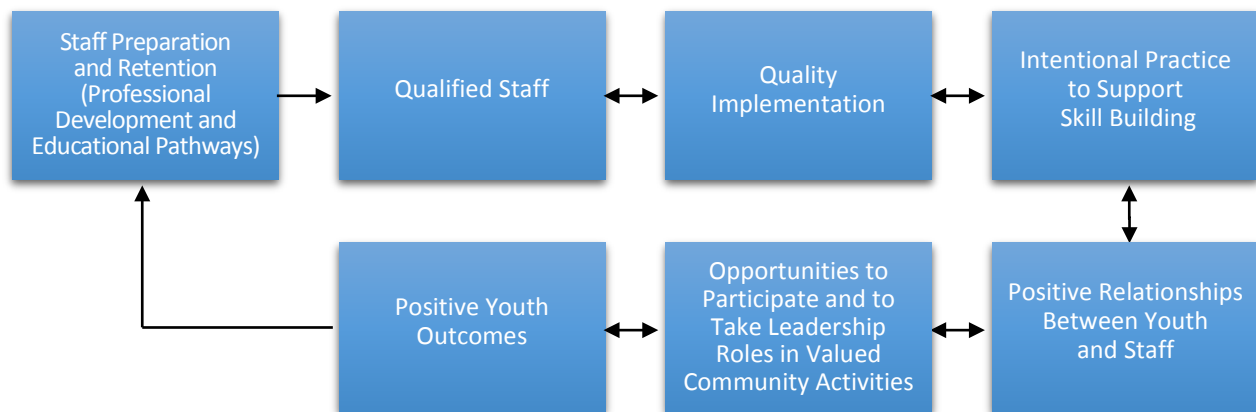 Staff Preparation
and Retention
(Professional
Development and
Educational Pathways)
Qualified Staff
Quality
Implementation
Intentional Practice
to Support
Skill Building
Positive Youth
Outcomes
Opportunities to
Participate and to
Take Leadership
Roles in Valued
Community Activities
Positive Relationships
Between Youth
and Staff